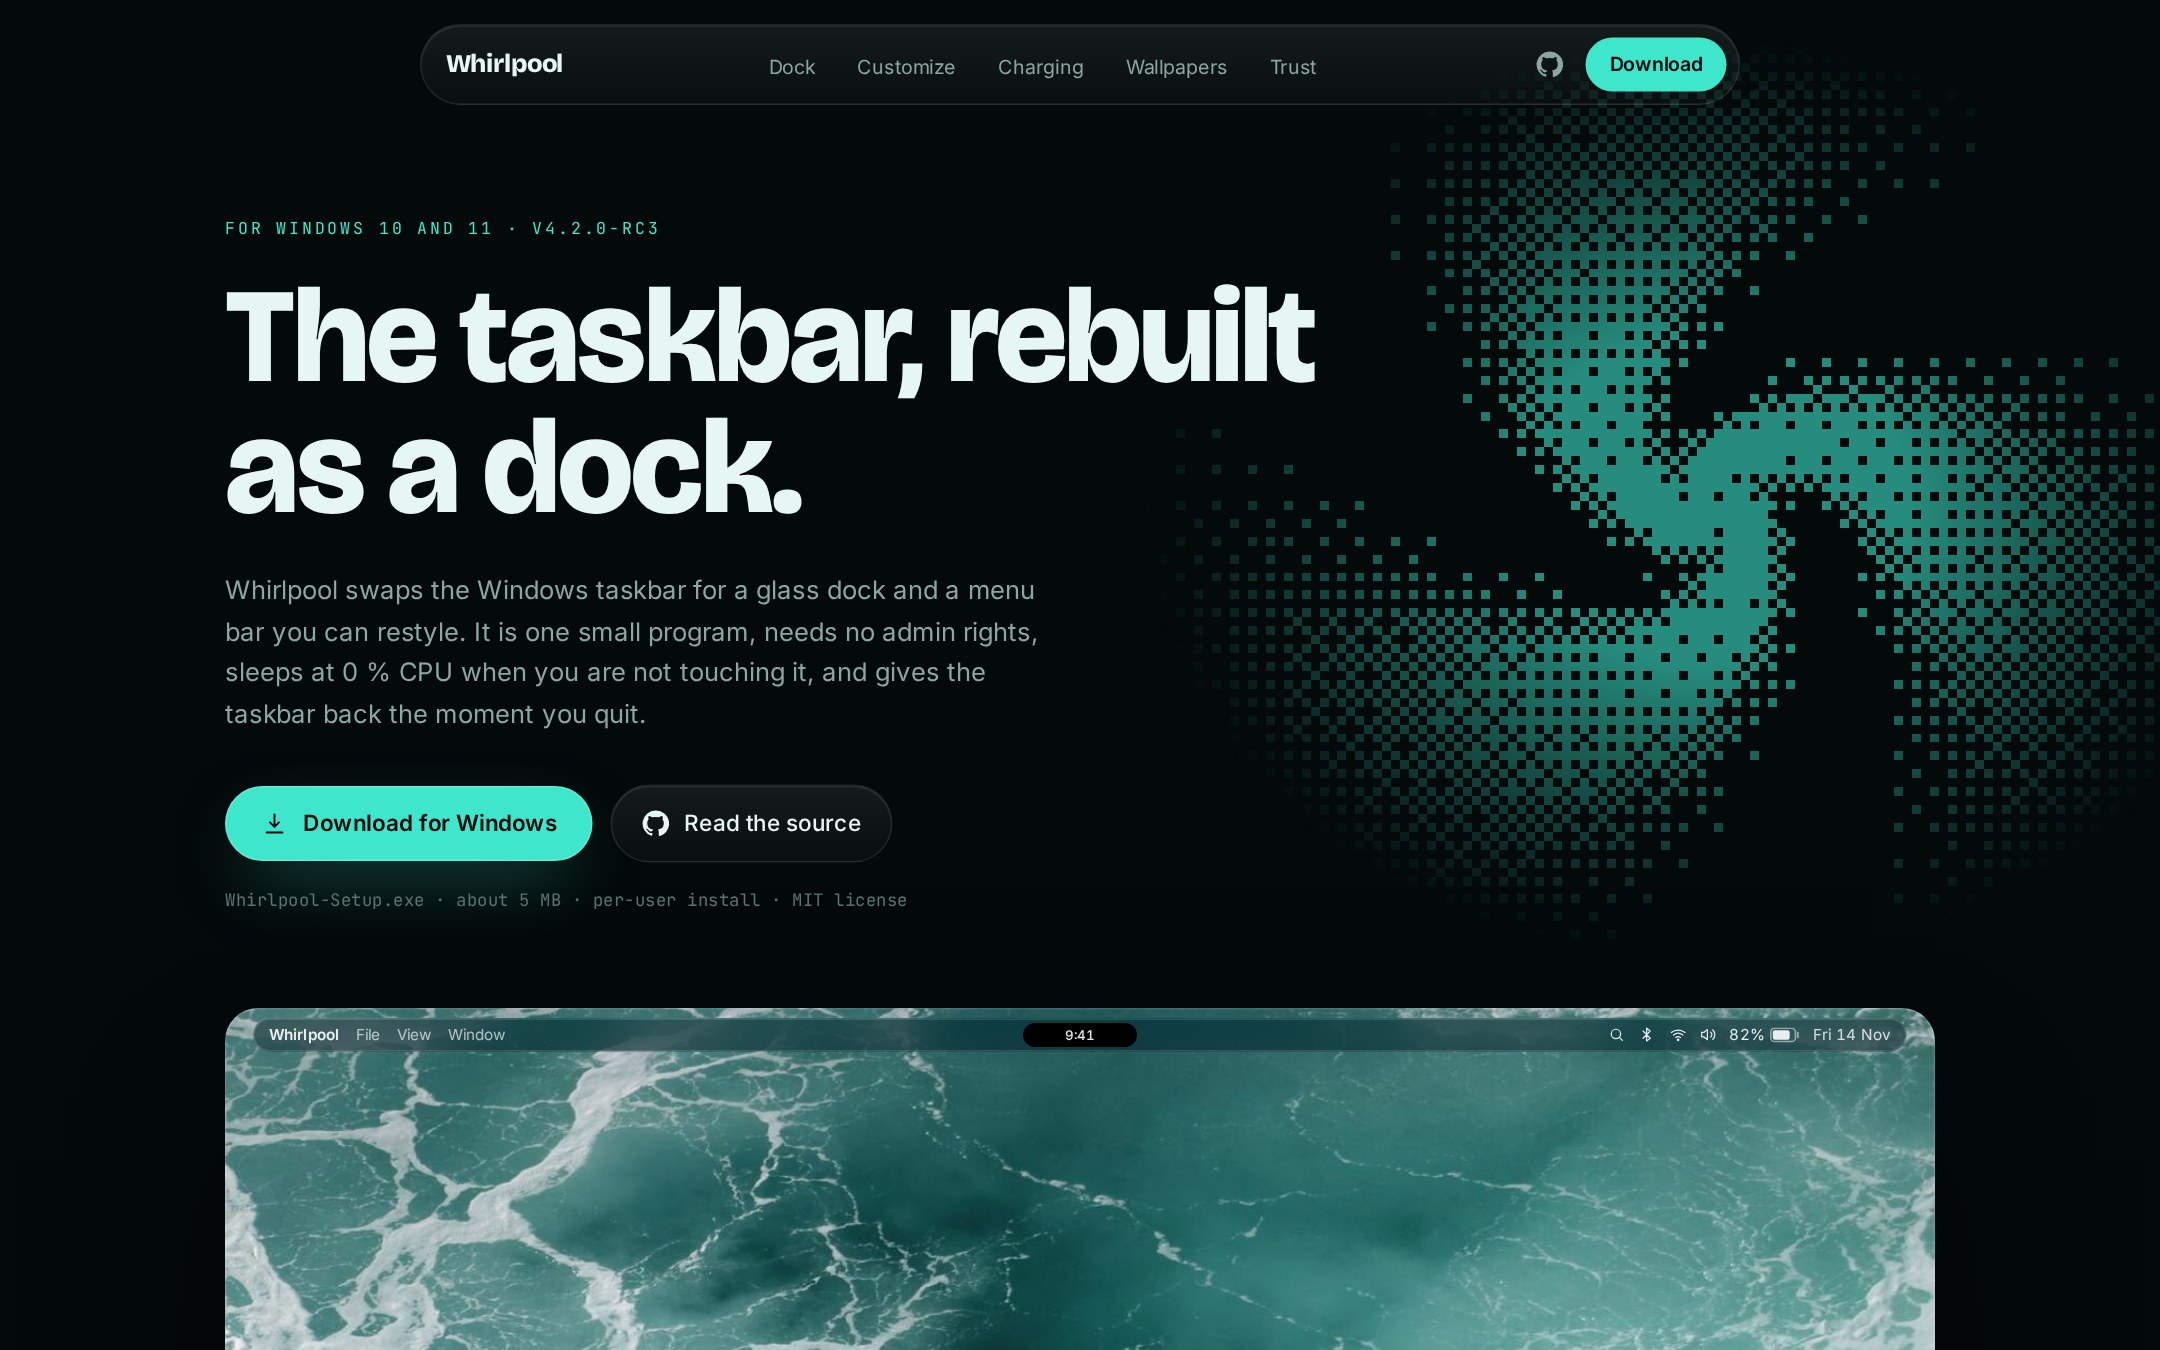 Whirlpool
Dock Customize Charging Wallpapers Trust
Download
FOR WINDOWS 10 AND 11 · V4.2.0-RC3
The taskbar, rebuilt
as a dock.
Whirlpool swaps the Windows taskbar for a glass dock and a menu
bar you can restyle. It is one small program, needs no admin rights,
sleeps at 0 % CPU when you are not touching it, and gives the
taskbar back the moment you quit.
Download for Windows
Read the source
Whirlpool-Setup.exe · about 5 MB · per-user install · MIT license
Whirlpool File View Window
9:41
82% Fri 14 Nov